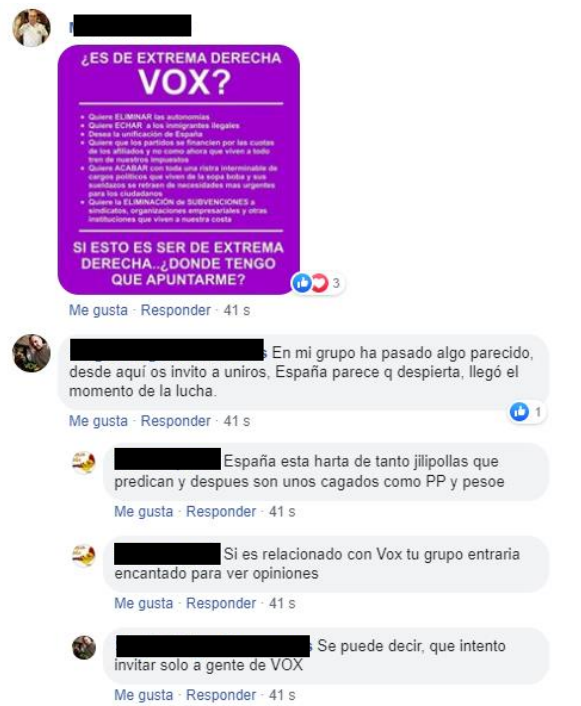 ¿ES DE EXTREMA DERECHA
VOX?
• Quiere ELIMINAR las autonomías
• Quiere ECHAR a los inmigrantes ilegales
• Desea la unificación de España
• Quiere que los partidos se financien por las cuotas
de los afiliados y no como ahora que viven a todo
tren de nuestros impuestos
• Quiere ACABAR con toda una ristra interminable de
cargos políticos que viven de la sopa boba y sus
sueldazos se retraen de necesidades mas urgentes
para los ciudadanos
• Quiere la ELIMINACIÓN de SUBVENCIONES a
sindicatos, organizaciones empresariales y otras
instituciones que viven a nuestra costa
SI ESTO ES SER DE EXTREMA
DERECHA..¿DONDE TENGO
QUE APUNTARME?
3
Me gusta · Responder · 41 s
En mi grupo ha pasado algo parecido,
desde aquí os invito a uniros, España parece q despierta, llegó el
momento de la lucha.
1
Me gusta · Responder · 41 s
España esta harta de tanto jilipollas que
predican y despues son unos cagados como PP y pesoe
Me gusta · Responder · 41 s
Si es relacionado con Vox tu grupo entraria
encantado para ver opiniones
Me gusta · Responder · 41 s
Se puede decir, que intento
invitar solo a gente de VOX
Me gusta · Responder · 41 s